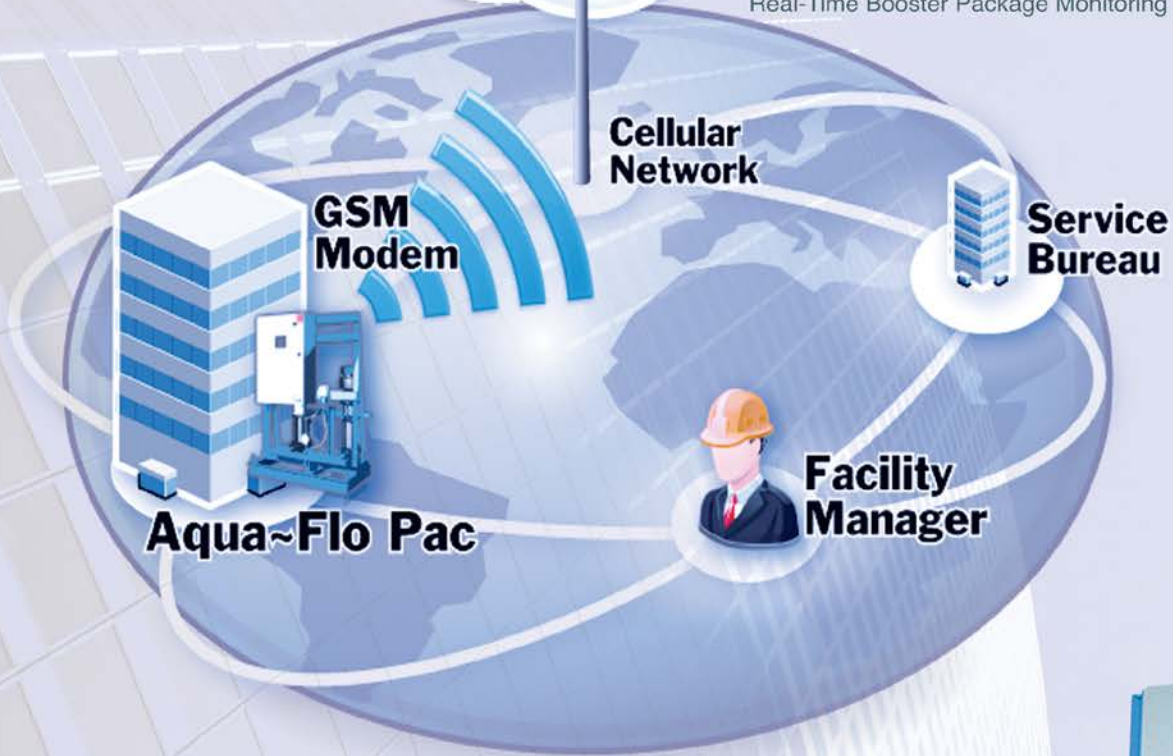 Real-Time Booster Package Monitoring
Cellular
Network
GSM
Modem
Service
Bureau
Facility
Manager
Aqua~Flo Pac